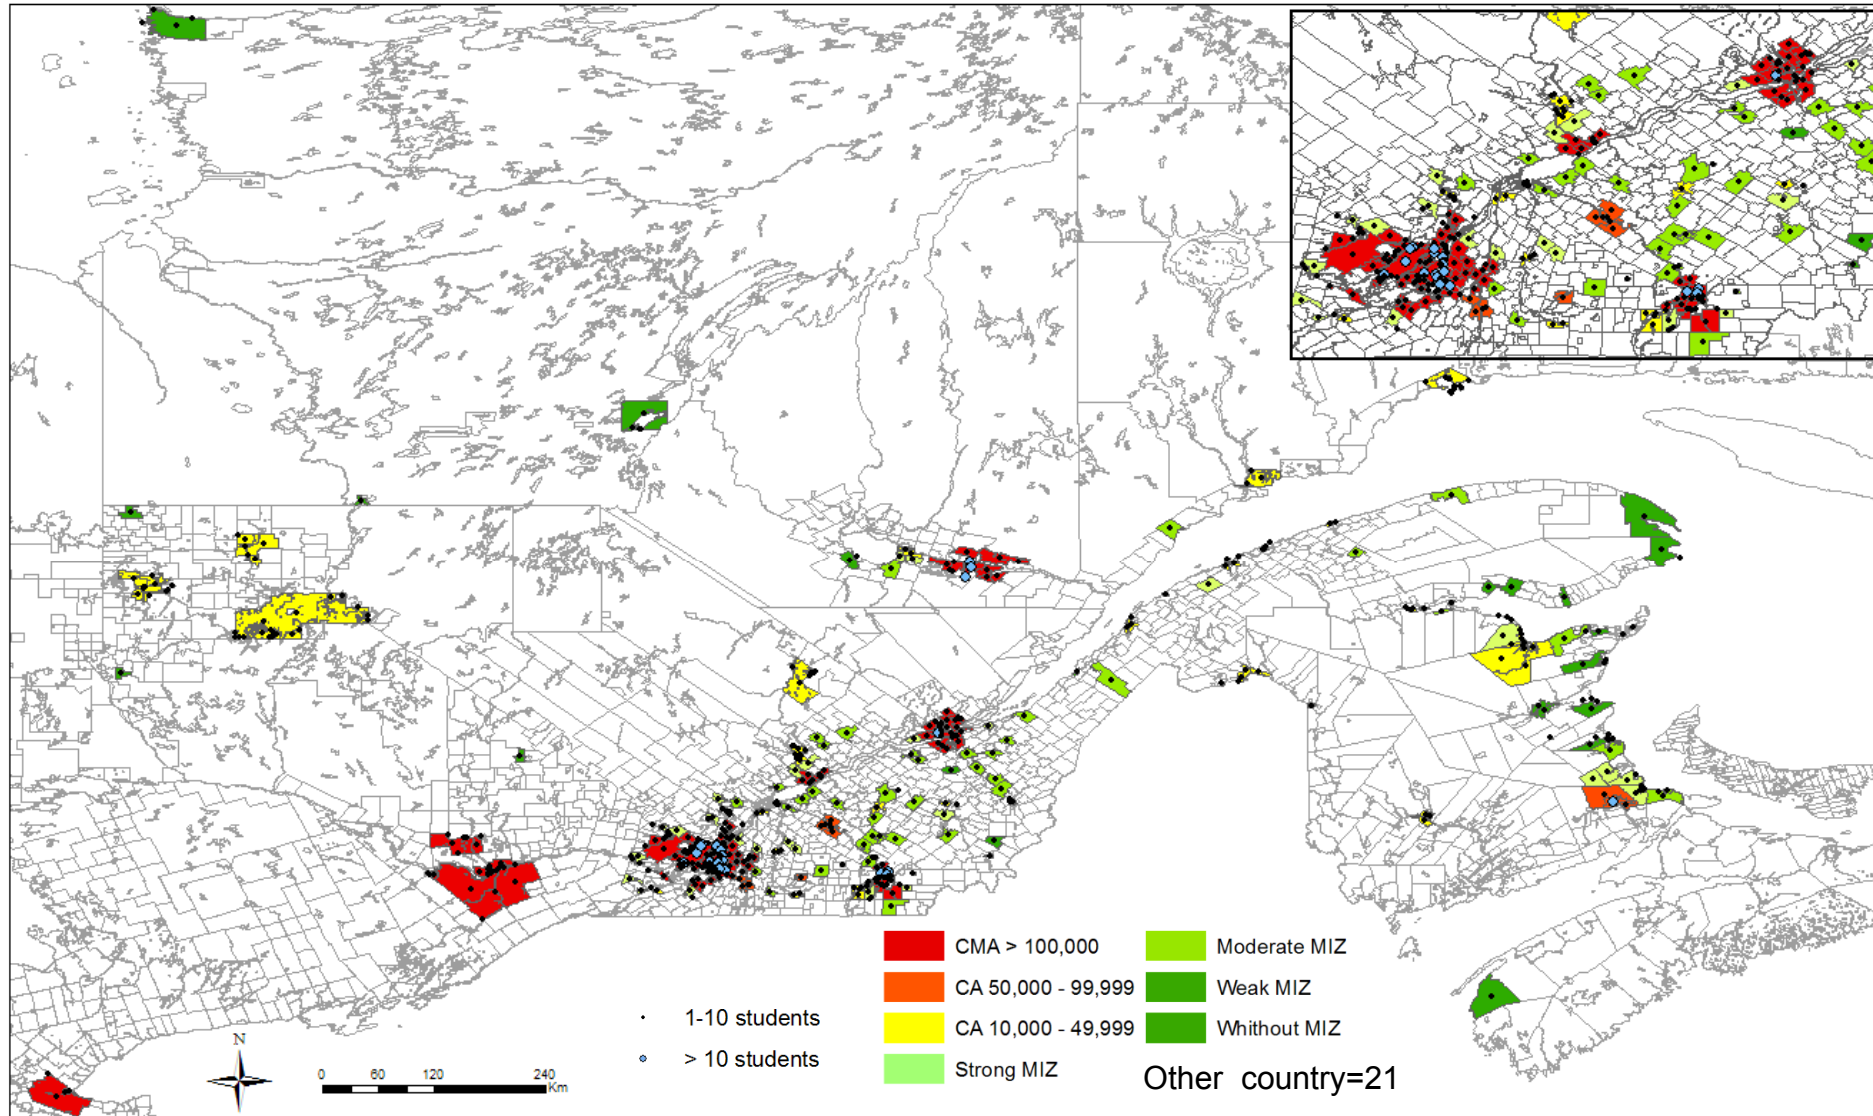 CMA > 100,000
CA 50,000 - 99,999
CA 10,000 - 49,999
Strong MIZ
Moderate MIZ
Weak MIZ
Whithout MIZ
1-10 students
> 10 students
Other country=21
N
0 60 120 240
Km